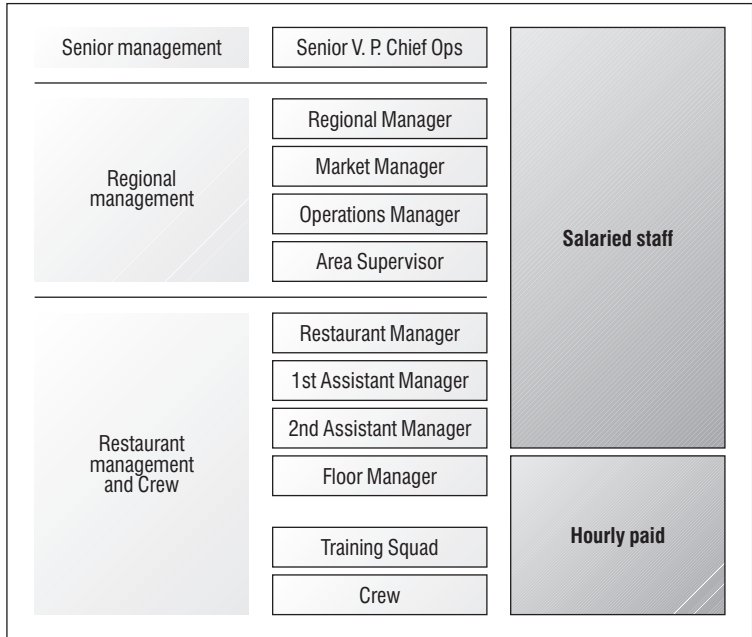 Senior management
Senior V. P. Chief Ops
Regional
management
Regional Manager
Market Manager
Operations Manager
Area Supervisor
Salaried staff
Restaurant
management
and Crew
Restaurant Manager
1st Assistant Manager
2nd Assistant Manager
Floor Manager
Training Squad
Crew
Hourly paid